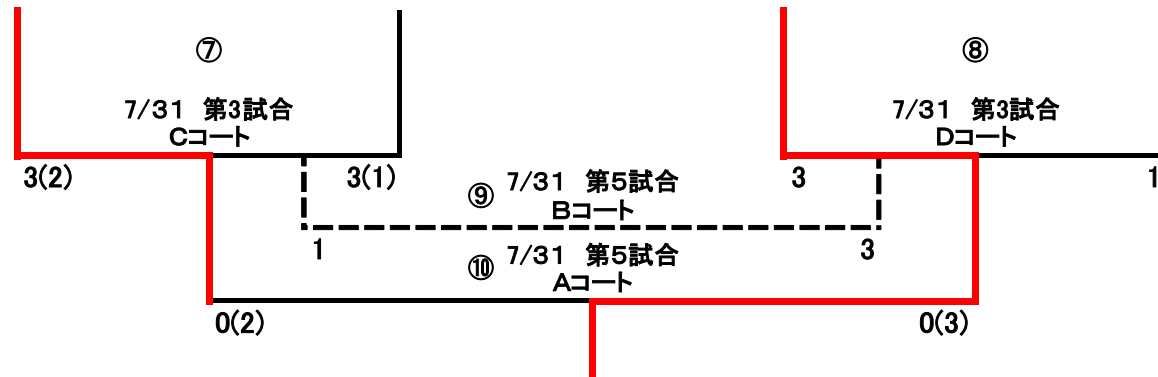 ⑦
7/31 第3試合
Cコート
3(2)
3(1)
⑧
7/31 第3試合
Dコート
3
1
⑨
7/31 第5試合
Bコート
1
3
⑩
7/31 第5試合
Aコート
0(2)
0(3)